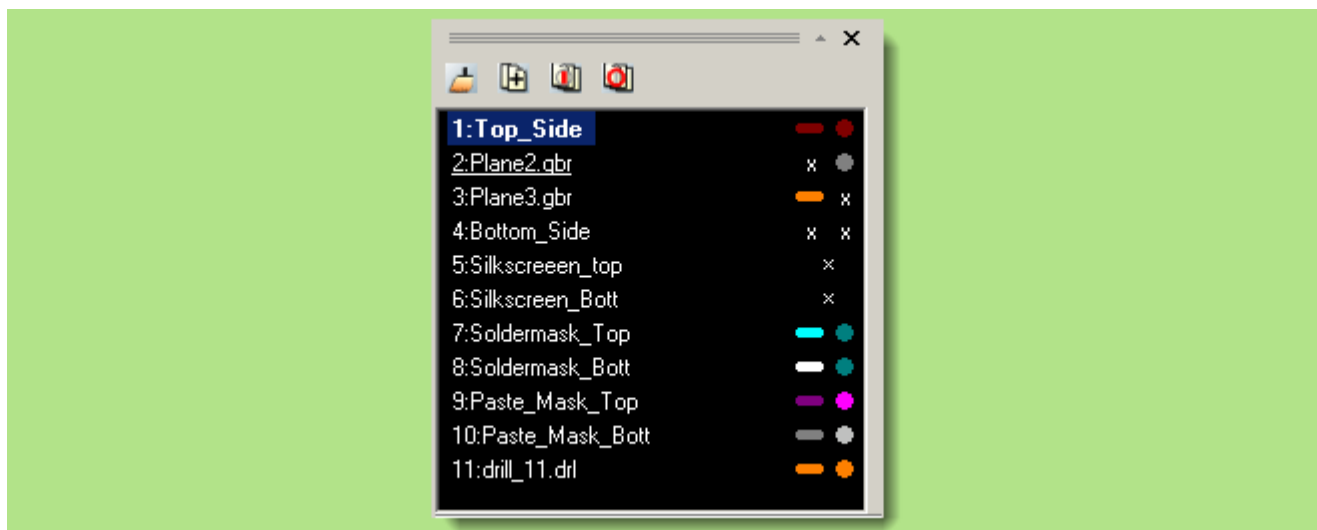 1:Top_Side
2:Plane2.gbr x
3:Plane3.gbr x
4:Bottom_Side x x
5:Silkscreeen_top x
6:Silkscreen_Bott x
7:Soldermask_Top
8:Soldermask_Bott
9:Paste_Mask_Top
10:Paste_Mask_Bott
11:drill_11.drl